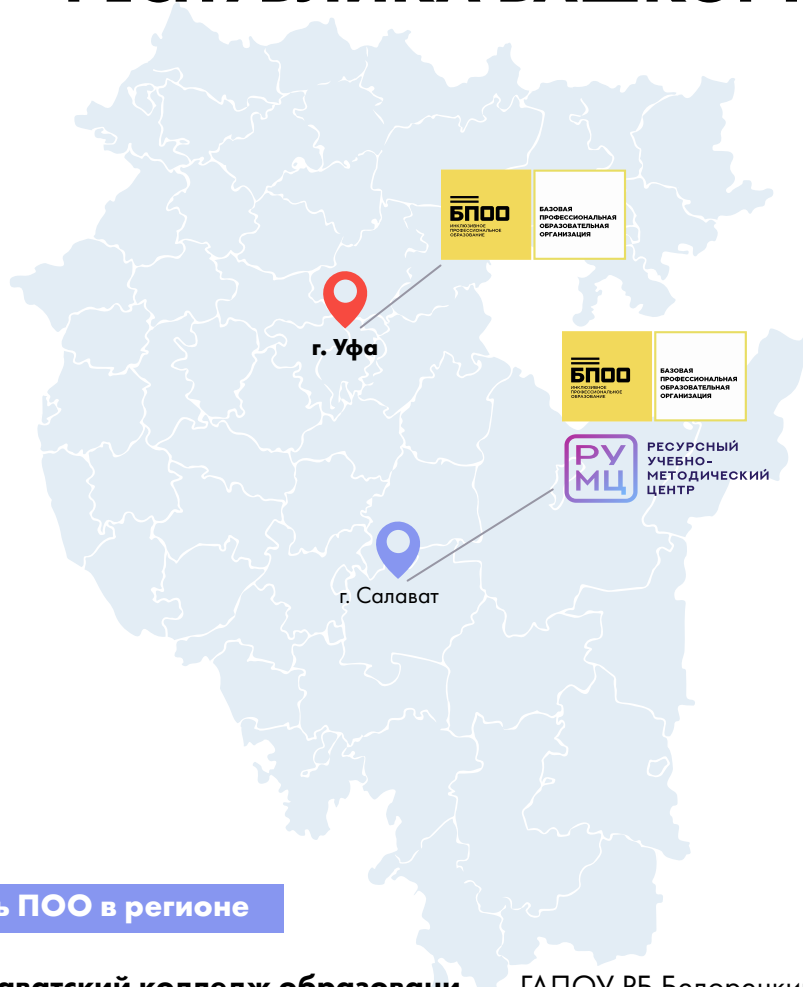 БПОО
ИНКЛЮЗИВНОЕ
ПРОФЕССИОНАЛЬНОЕ
ОБРАЗОВАНИЕ
БАЗОВАЯ
ПРОФЕССИОНАЛЬНАЯ
ОБРАЗОВАТЕЛЬНАЯ
ОРГАНИЗАЦИЯ
г. Уфа
БПОО
ИНКЛЮЗИВНОЕ
ПРОФЕССИОНАЛЬНОЕ
ОБРАЗОВАНИЕ
БАЗОВАЯ
ПРОФЕССИОНАЛЬНАЯ
ОБРАЗОВАТЕЛЬНАЯ
ОРГАНИЗАЦИЯ
РУ
МЦ
РЕСУРСНЫЙ
УЧЕБНО-
МЕТОДИЧЕСКИЙ
ЦЕНТР
г. Салават
ь ПОО в регионе